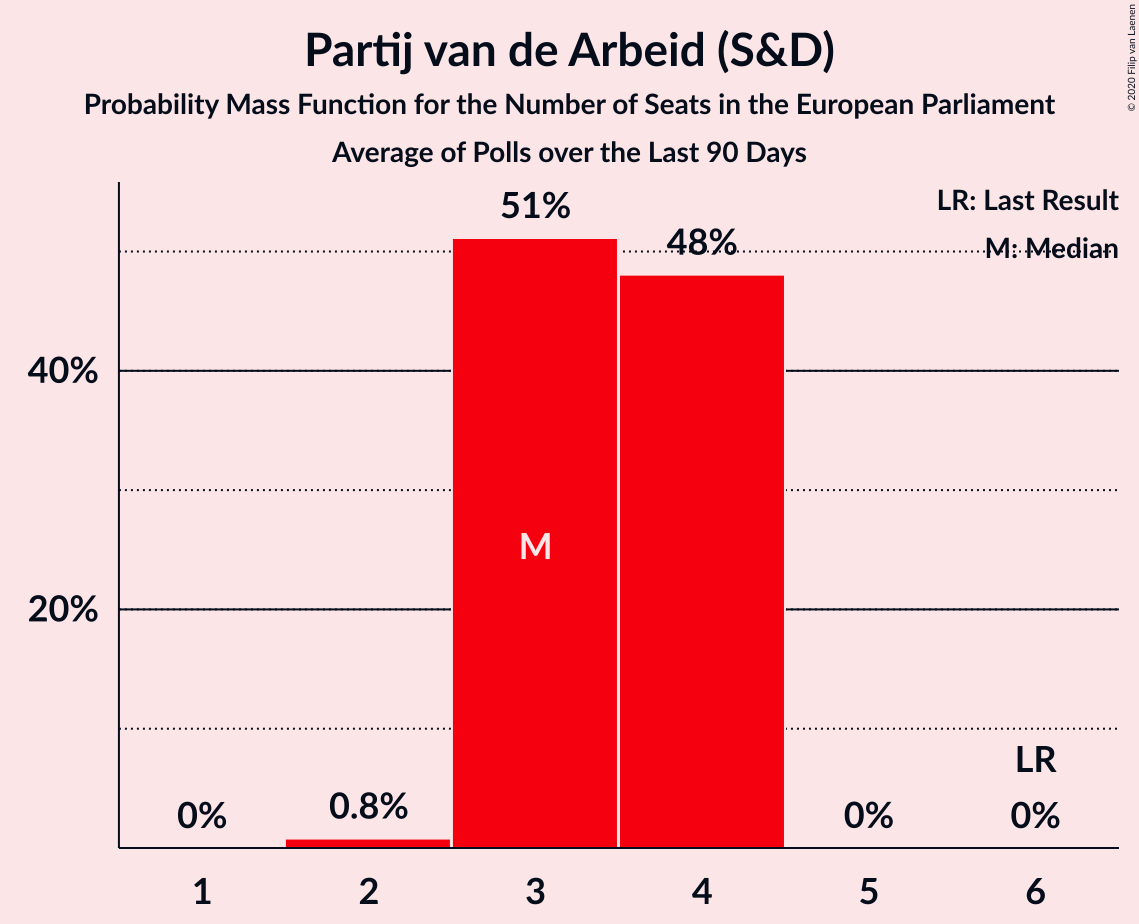 Partij van de Arbeid (S&D)
Probability Mass Function for the Number of Seats in the European Parliament
Average of Polls over the Last 90 Days
© 2020 Filip van Laenen
LR: Last Result
M: Median
51%
48%
40%
M
20%
LR
0%
0.8%
0%
0%
1 2 3 4 5 6